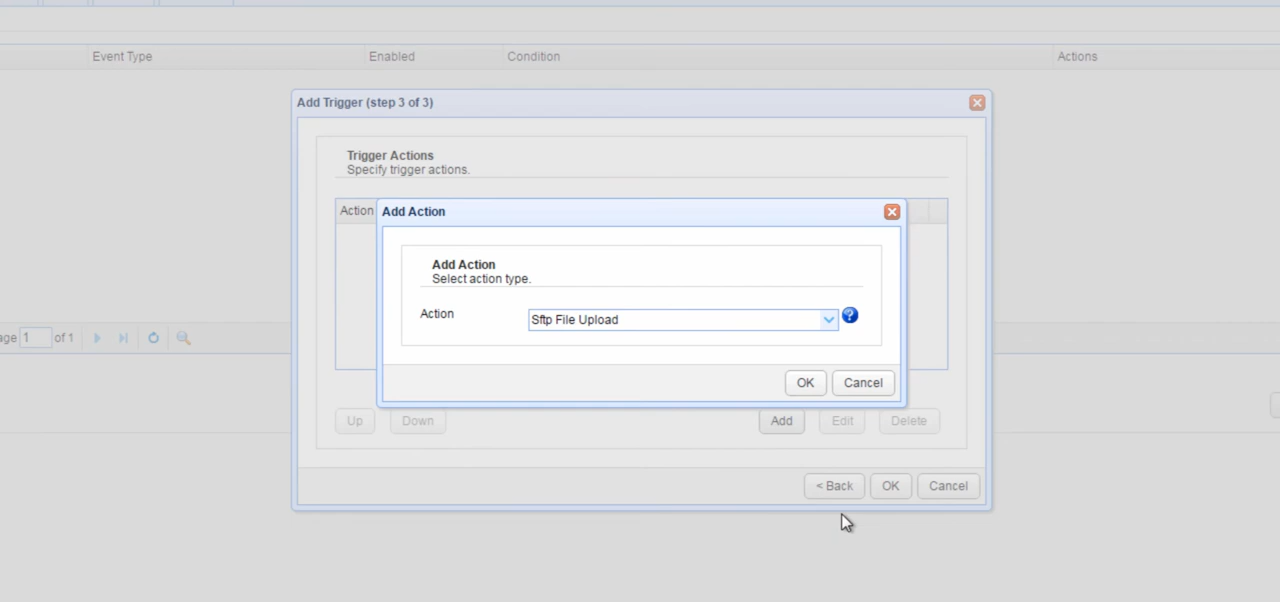 Event Type Enabled Condition Actions
Add Trigger (step 3 of 3)
Trigger Actions
Specify trigger actions.
Action
Add Action
Add Action
Select action type.
Action Sftp File Upload
1 of 1
OK Cancel
Up Down Add Edit Delete
< Back OK Cancel